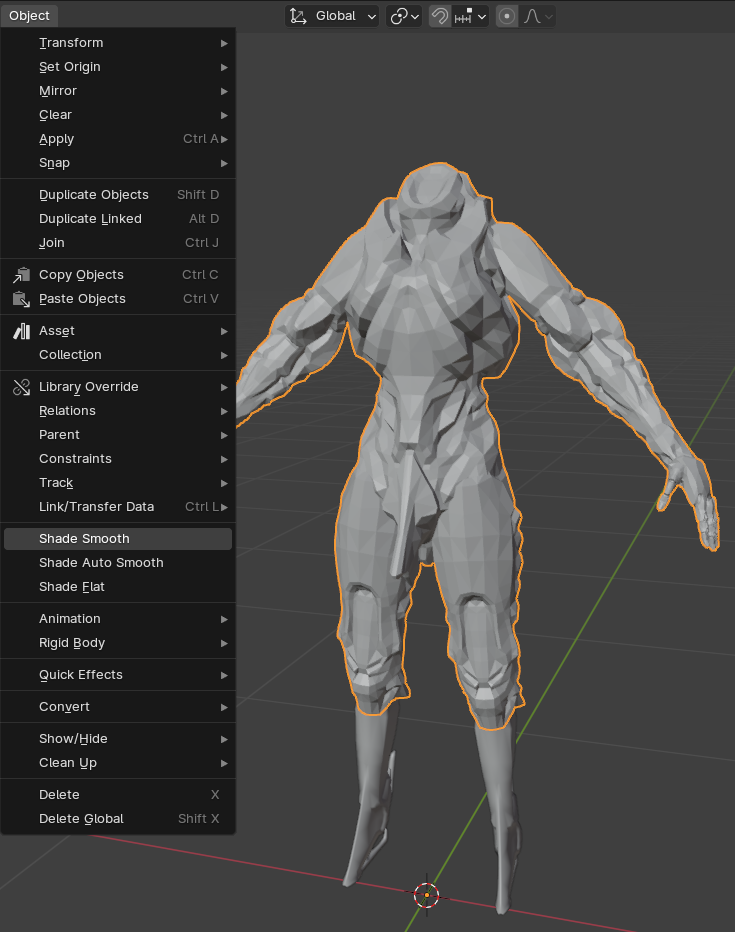 Object
Global
Transform
Set Origin
Mirror
Clear
Apply Ctrl A
Snap
Duplicate Objects Shift D
Duplicate Linked Alt D
Join Ctrl J
Copy Objects Ctrl C
Paste Objects Ctrl V
Asset
Collection
Library Override
Relations
Parent
Constraints
Track
Link/Transfer Data Ctrl L
Shade Smooth
Shade Auto Smooth
Shade Flat
Animation
Rigid Body
Quick Effects
Convert
Show/Hide
Clean Up
Delete X
Delete Global Shift X